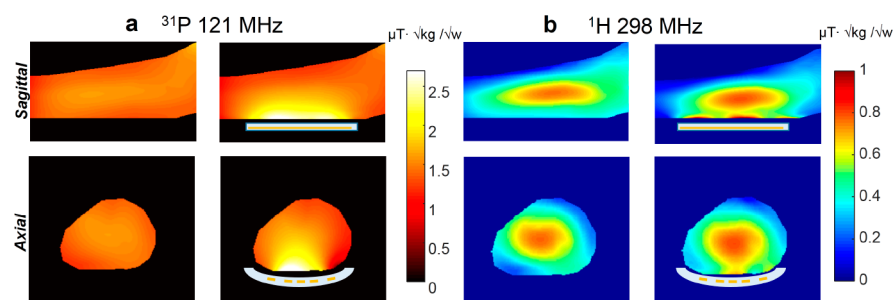 a ³¹P 121 MHz
µT· √kg /√w
b ¹H 298 MHz
µT· √kg /√w
Sagittal
Axial
2.5
2
1.5
1
0.5
0
1
0.8
0.6
0.4
0.2
0